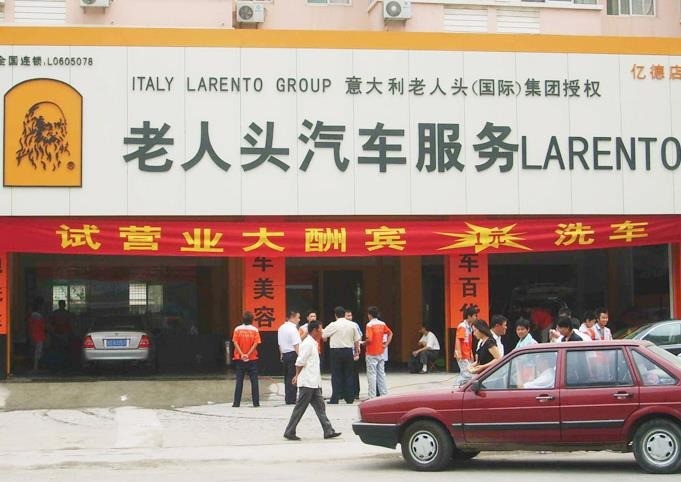 全国连锁:L0605078
ITALY LARENTO GROUP 意大利老人头(国际)集团授权
亿德店
老人头汽车服务LARENTO
试营业大酬宾 洗车
车美容
车百货